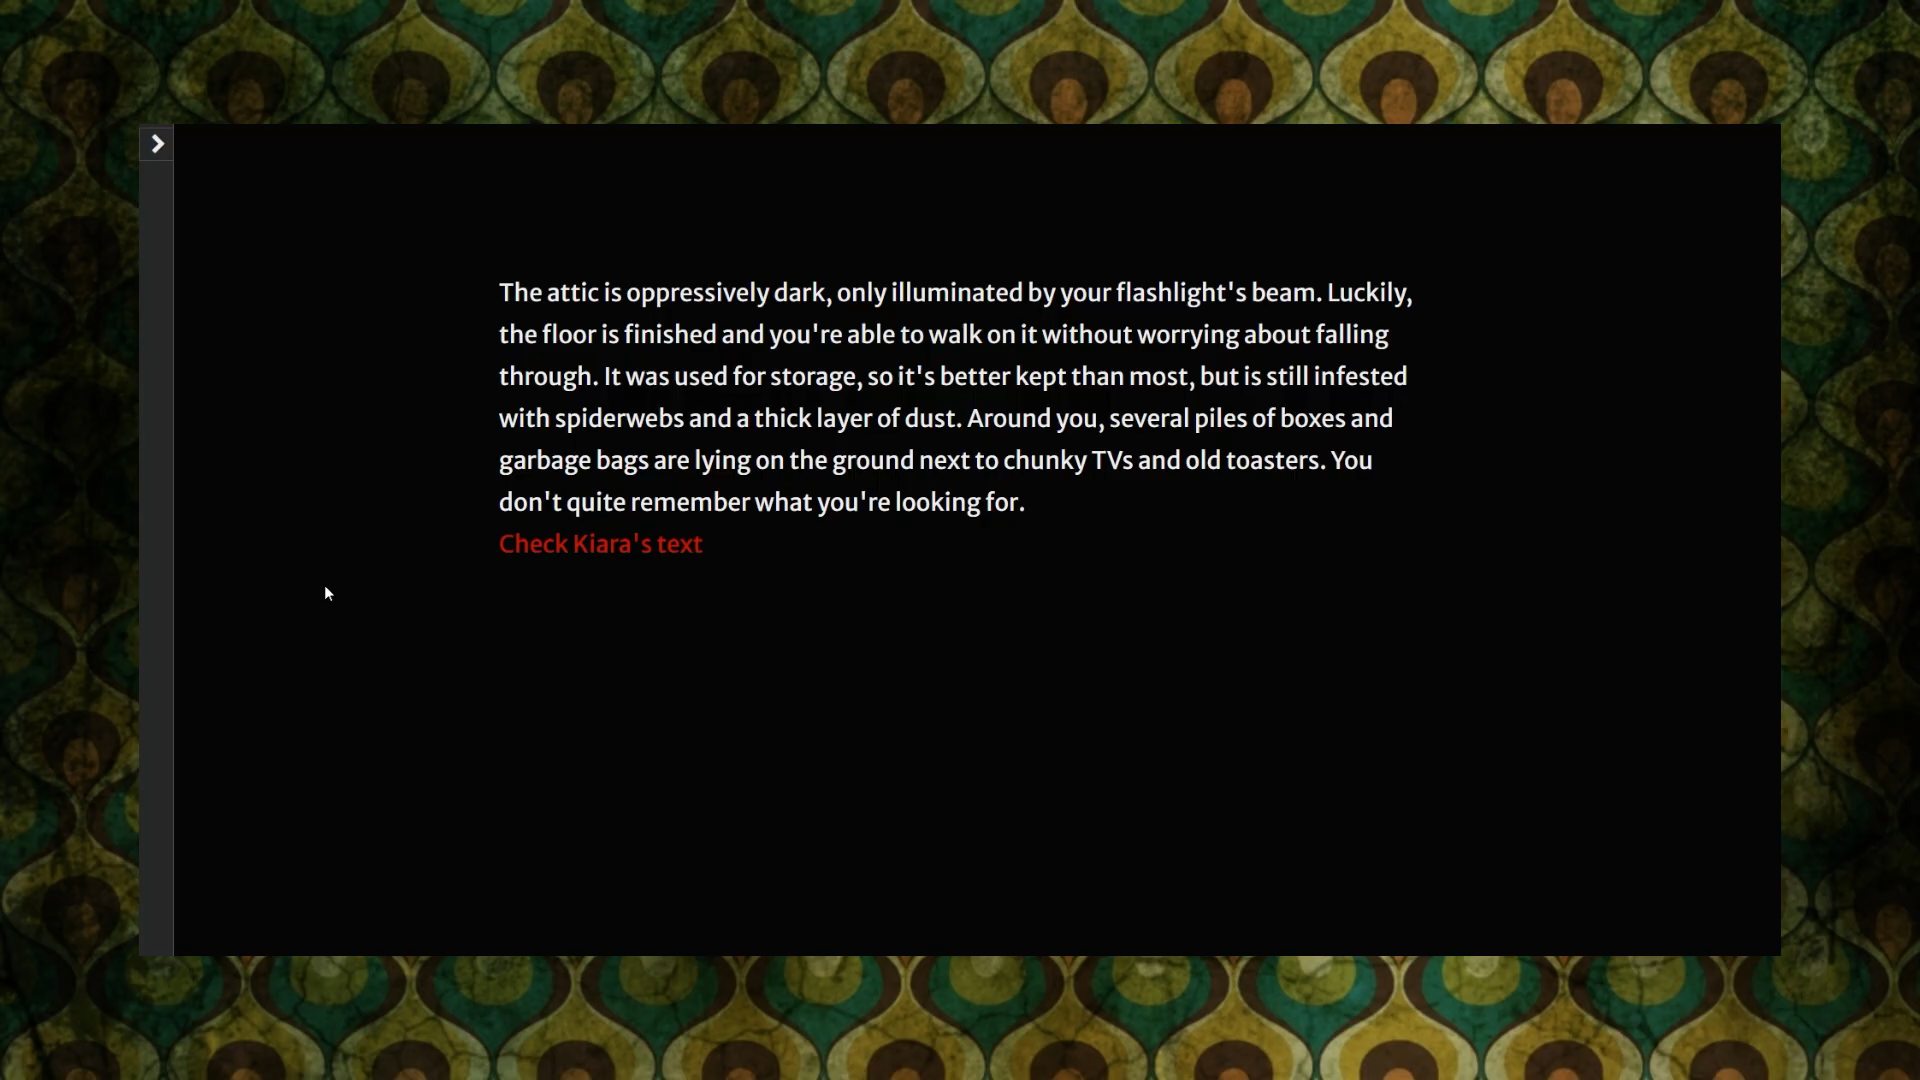 The attic is oppressively dark, only illuminated by your flashlight's beam. Luckily,
the floor is finished and you're able to walk on it without worrying about falling
through. It was used for storage, so it's better kept than most, but is still infested
with spiderwebs and a thick layer of dust. Around you, several piles of boxes and
garbage bags are lying on the ground next to chunky TVs and old toasters. You
don't quite remember what you're looking for.
Check Kiara's text